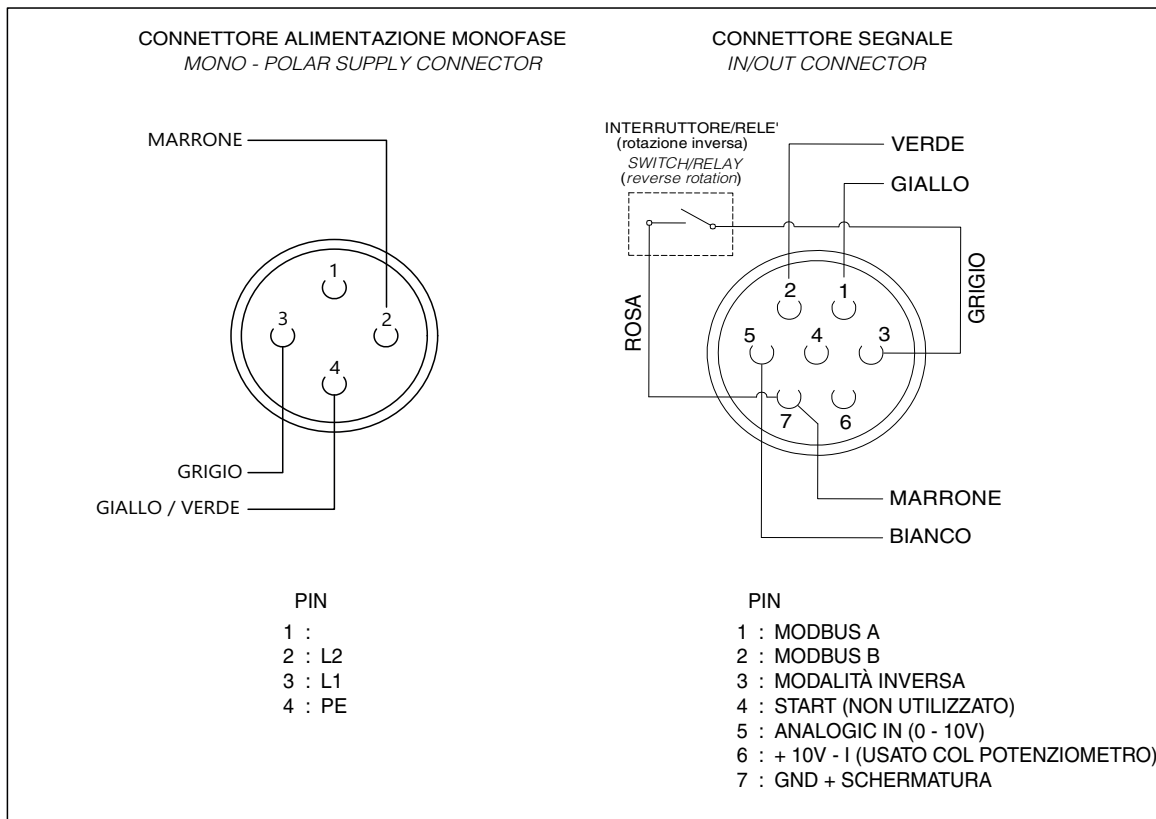 CONNETTORE ALIMENTAZIONE MONOFASE
MONO - POLAR SUPPLY CONNECTOR
MARRONE
1
3
2
4
GRIGIO
GIALLO / VERDE
PIN
1 :
2 : L2
3 : L1
4 : PE
CONNETTORE SEGNALE
IN/OUT CONNECTOR
INTERRUTTORE/RELE'
(rotazione inversa)
SWITCH/RELAY
(reverse rotation)
VERDE
GIALLO
ROSA
GRIGIO
2
1
5
4
3
7
6
MARRONE
BIANCO
PIN
1 : MODBUS A
2 : MODBUS B
3 : MODALITÀ INVERSA
4 : START (NON UTILIZZATO)
5 : ANALOGIC IN (0 - 10V)
6 : + 10V - I (USATO COL POTENZIOMETRO)
7 : GND + SCHERMATURA